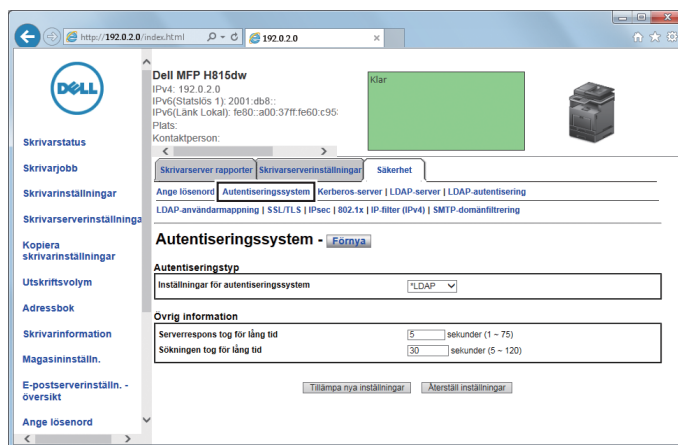 http://192.0.2.0/index.html
192.0.2.0
DELL
Dell MFP H815dw
IPv4: 192.0.2.0
IPv6(Statslös 1): 2001:db8::
IPv6(Länk Lokal): fe80::a00:37ff:fe60:c95
Plats:
Kontaktperson:
Klar
Skrivarstatus
Skrivarjobb
Skrivarinställningar
Skrivarserverinställninga
Kopiera
skrivarinställningar
Utskriftsvolym
Adressbok
Skrivarinformation
Magasininställn.
E-postserverinställn. -
översikt
Ange lösenord
Skrivarserver rapporter Skrivarserverinställningar Säkerhet
Ange lösenord Autentiseringssystem Kerberos-server | LDAP-server | LDAP-autentisering
LDAP-användarmappning | SSL/TLS | IPsec | 802.1x | IP-filter (IPv4) | SMTP-domänfiltrering
Autentiseringssystem - Förnya
Autentiseringstyp
Inställningar för autentiseringssystem *LDAP
Övrig information
Serverrespons tog för lång tid 5 sekunder (1 ~ 75)
Sökningen tog för lång tid 30 sekunder (5 ~ 120)
Tillämpa nya inställningar Återställ inställningar